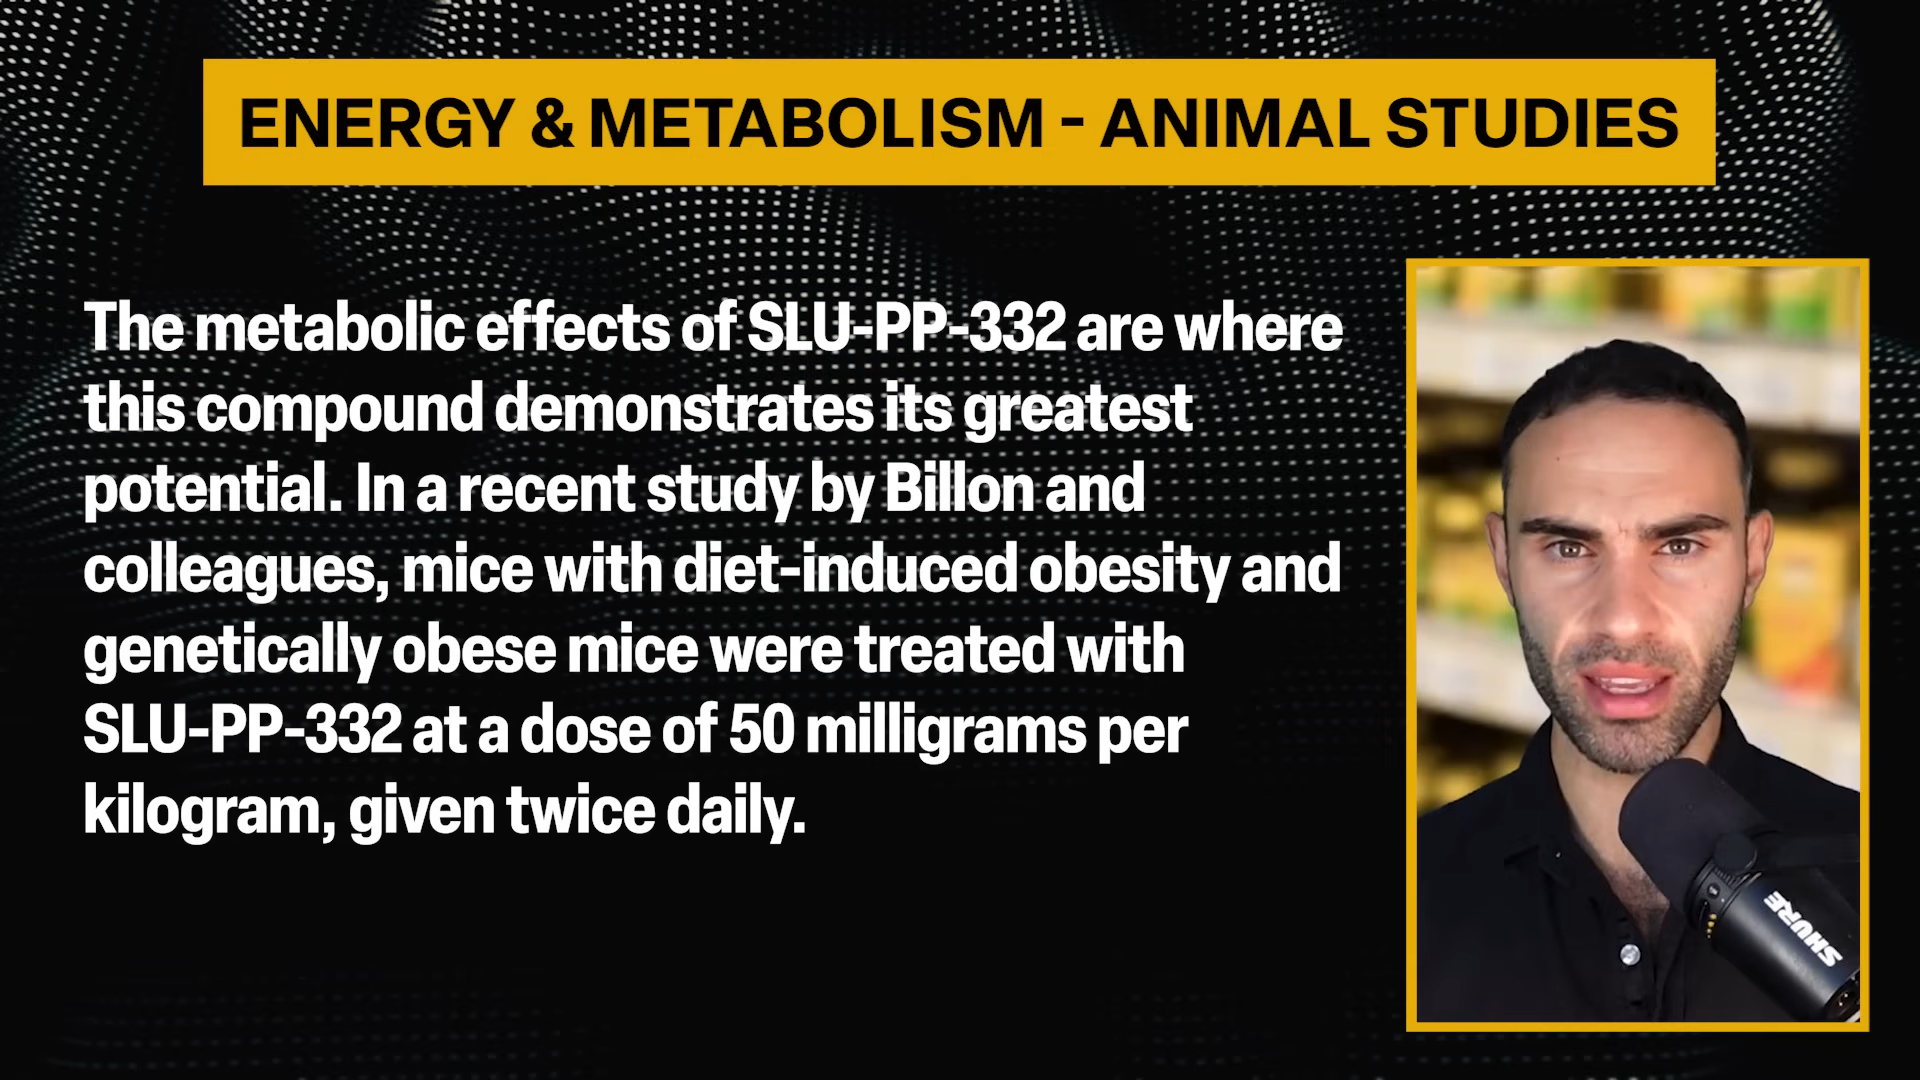 ENERGY & METABOLISM - ANIMAL STUDIES
The metabolic effects of SLU-PP-332 are where
this compound demonstrates its greatest
potential. In a recent study by Billon and
colleagues, mice with diet-induced obesity and
genetically obese mice were treated with
SLU-PP-332 at a dose of 50 milligrams per
kilogram, given twice daily.
SHURE